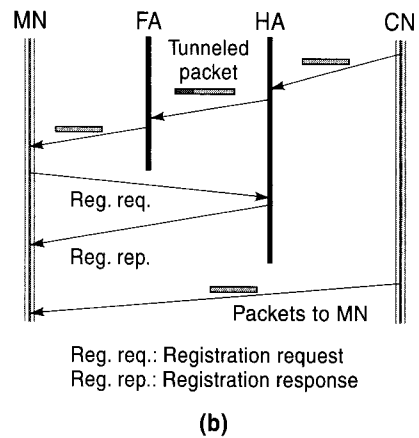 MN FA HA CN
Tunneled
packet
Reg. req.
Reg. rep.
Packets to MN
Reg. req.: Registration request
Reg. rep.: Registration response
(b)